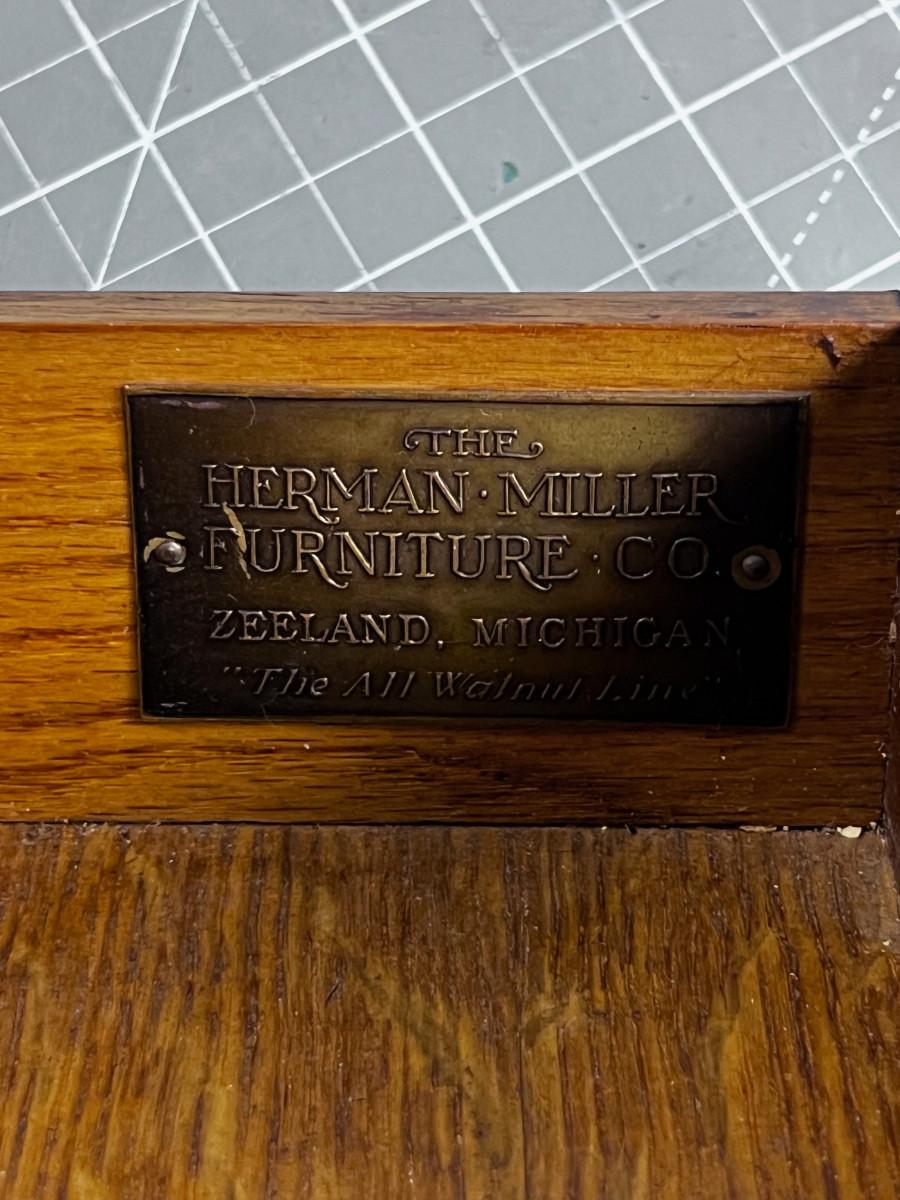 THE
HERMAN · MILLER
FURNITURE · CO.
ZEELAND, MICHIGAN
"The All Walnut Line"